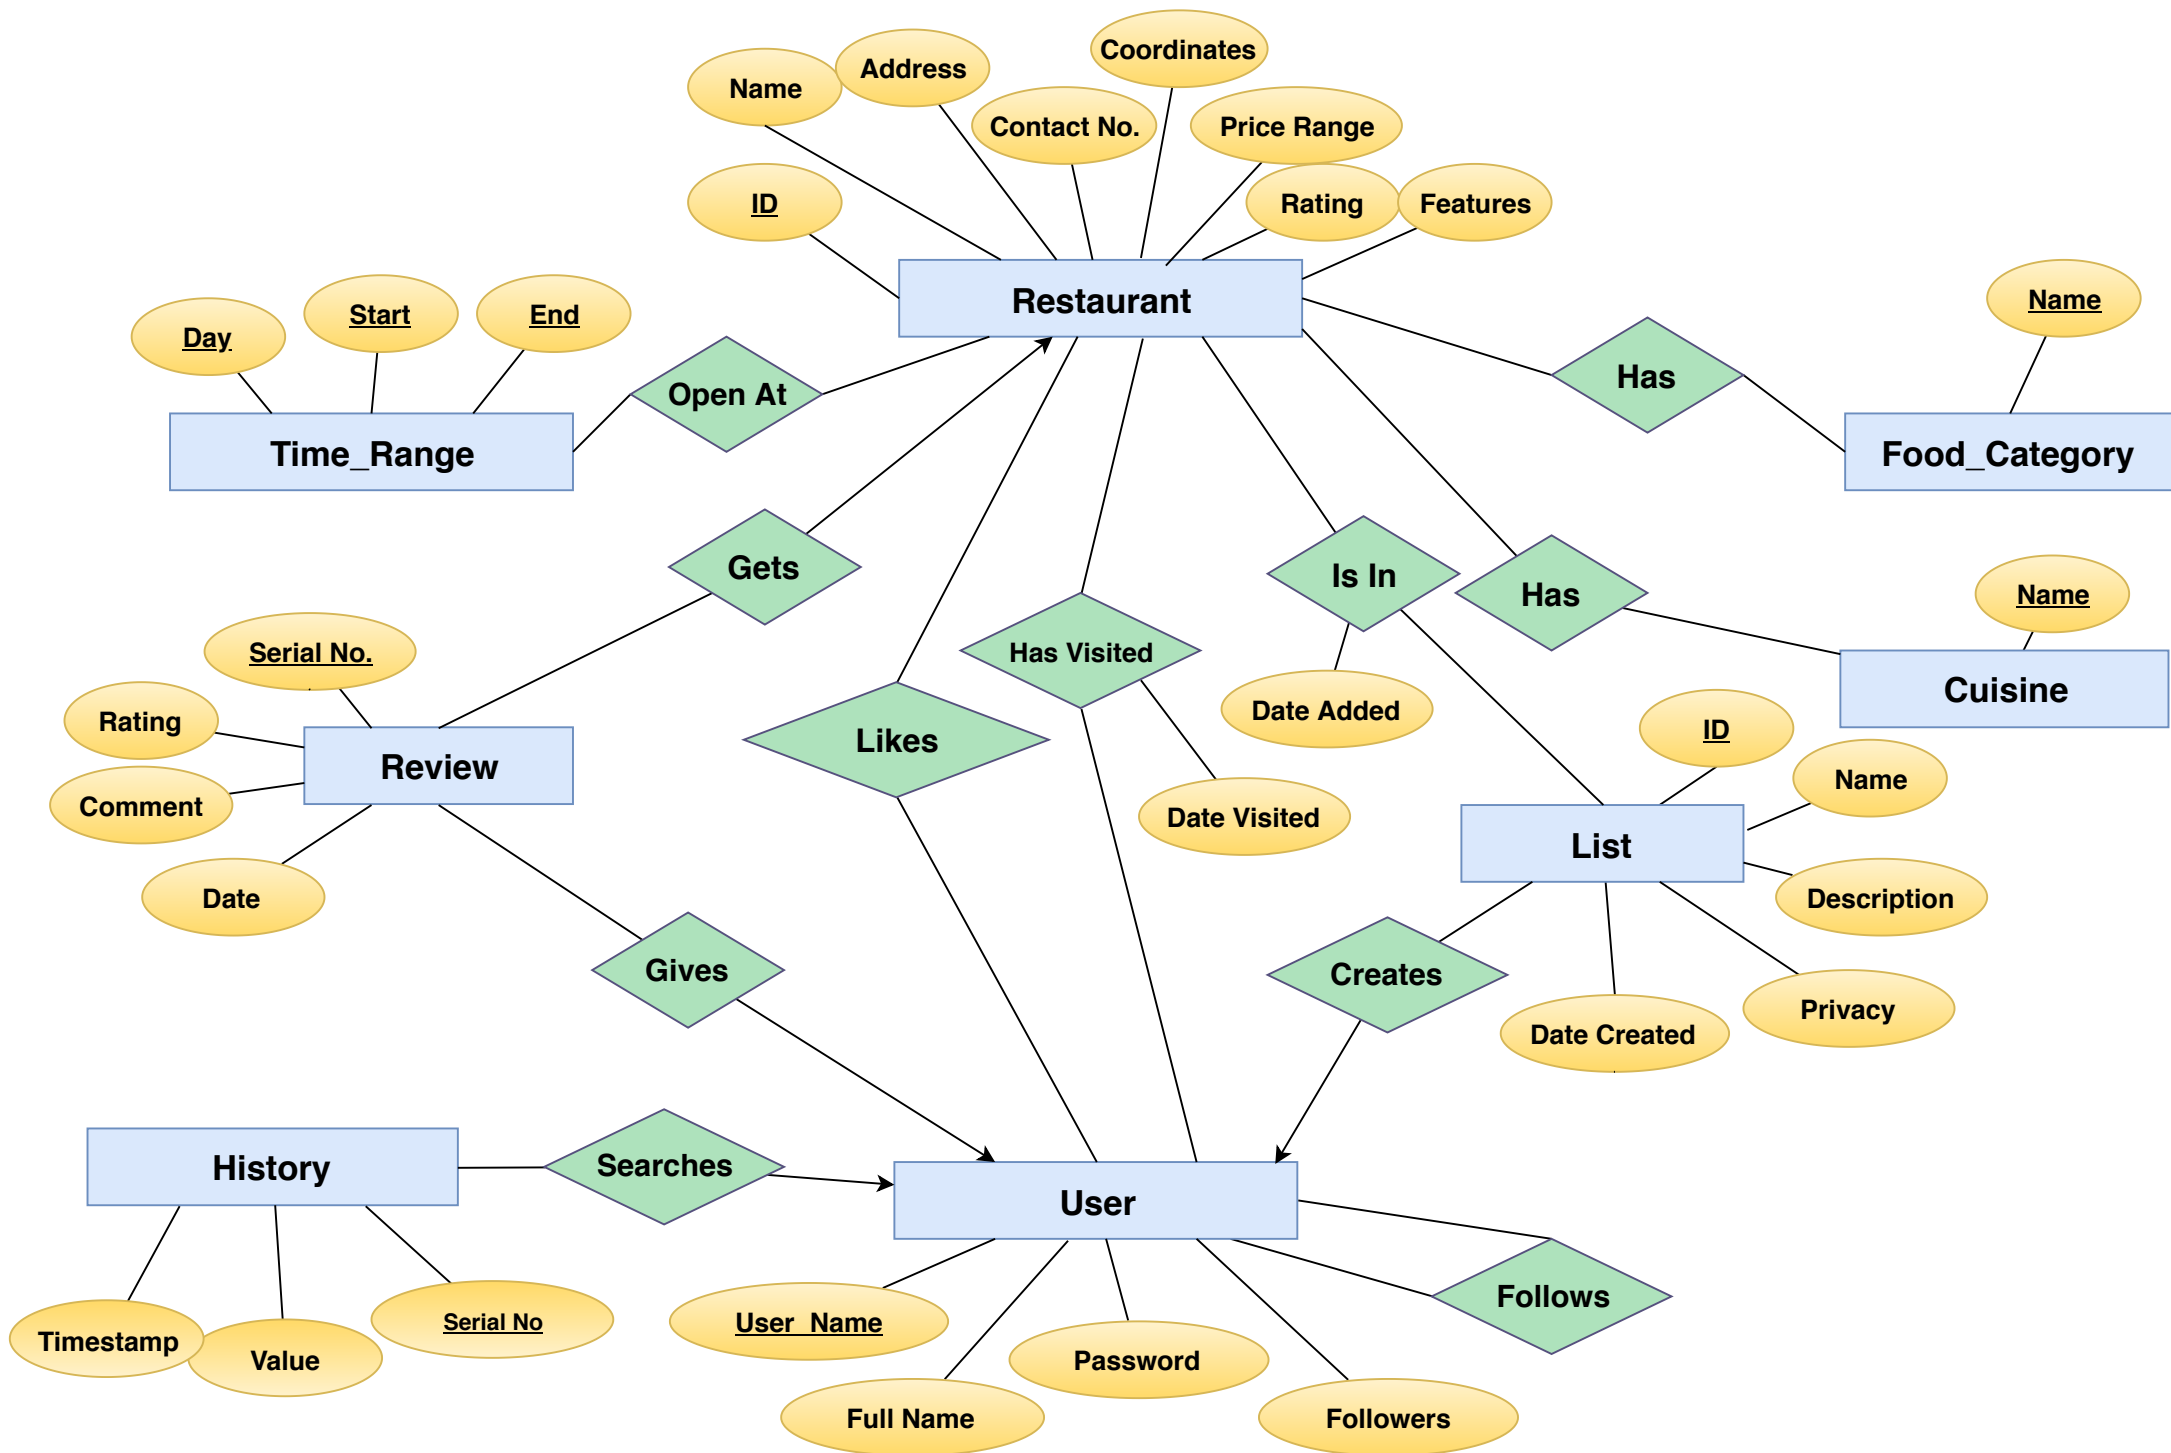 Coordinates
Address
Name
Contact No.
Price Range
ID
Rating
Features
Restaurant
Name
Day
Start
End
Open At
Has
Time_Range
Food_Category
Gets
Is In
Has
Name
Serial No.
Has Visited
Rating
Date Added
Cuisine
Likes
ID
Review
Name
Comment
Date Visited
List
Date
Description
Gives
Creates
Privacy
Date Created
History
Searches
User
Follows
Timestamp
Value
Serial No
User_Name
Password
Full Name
Followers